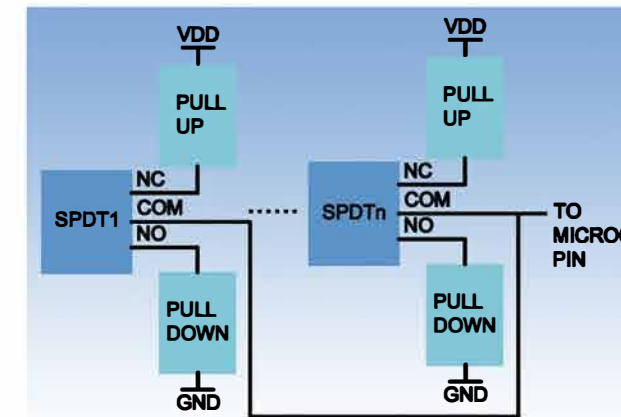 VDD
PULL
UP
NC
SPDT1
COM
NO
PULL
DOWN
GND
......
VDD
PULL
UP
NC
SPDTn
COM
NO
PULL
DOWN
GND
TO
PIN